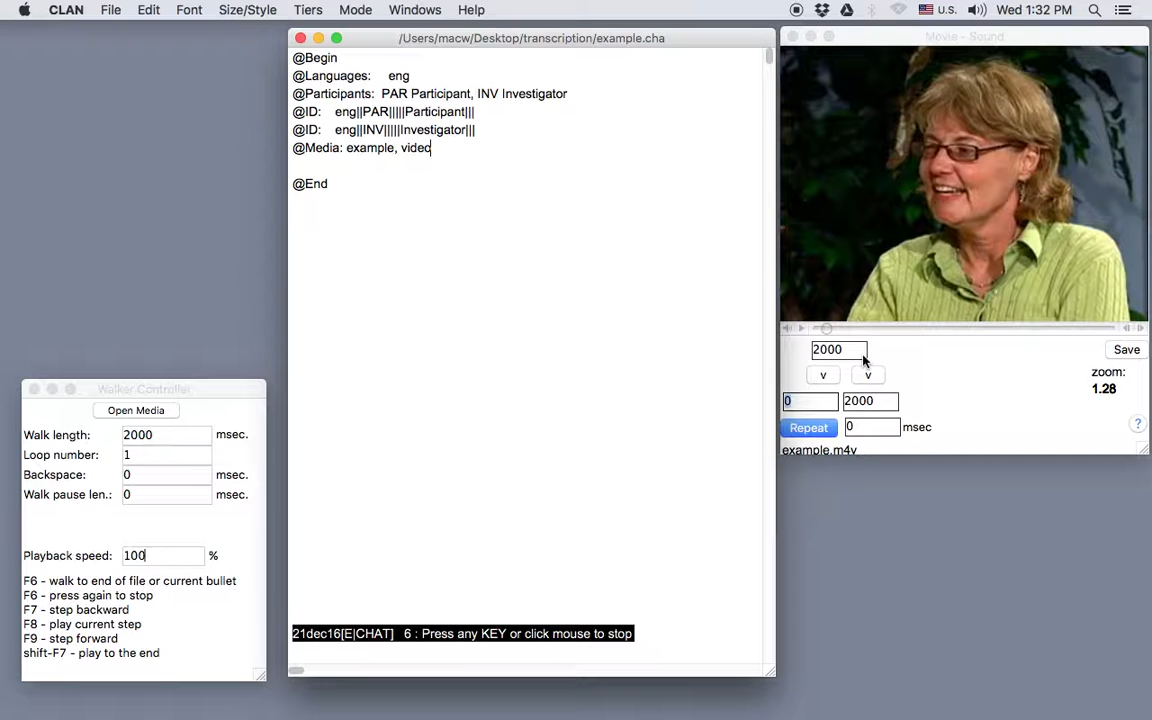 CLAN File Edit Font Size/Style Tiers Mode Windows Help U.S. Wed 1:32 PM
/Users/macw/Desktop/transcription/example.cha
Movie - Sound
@Begin
@Languages: eng
@Participants: PAR Participant, INV Investigator
@ID: eng||PAR|||||Participant|||
@ID: eng||INV|||||Investigator|||
@Media: example, video
@End
21dec16[E|CHAT] 6 : Press any KEY or click mouse to stop
Walker Controller
Open Media
Walk length: 2000 msec.
Loop number: 1
Backspace: 0 msec.
Walk pause len.: 0 msec.
Playback speed: 100 %
F6 - walk to end of file or current bullet
F6 - press again to stop
F7 - step backward
F8 - play current step
F9 - step forward
shift-F7 - play to the end
2000 Save
v v
zoom:
1.28
0 2000
Repeat 0 msec
?
example.m4v